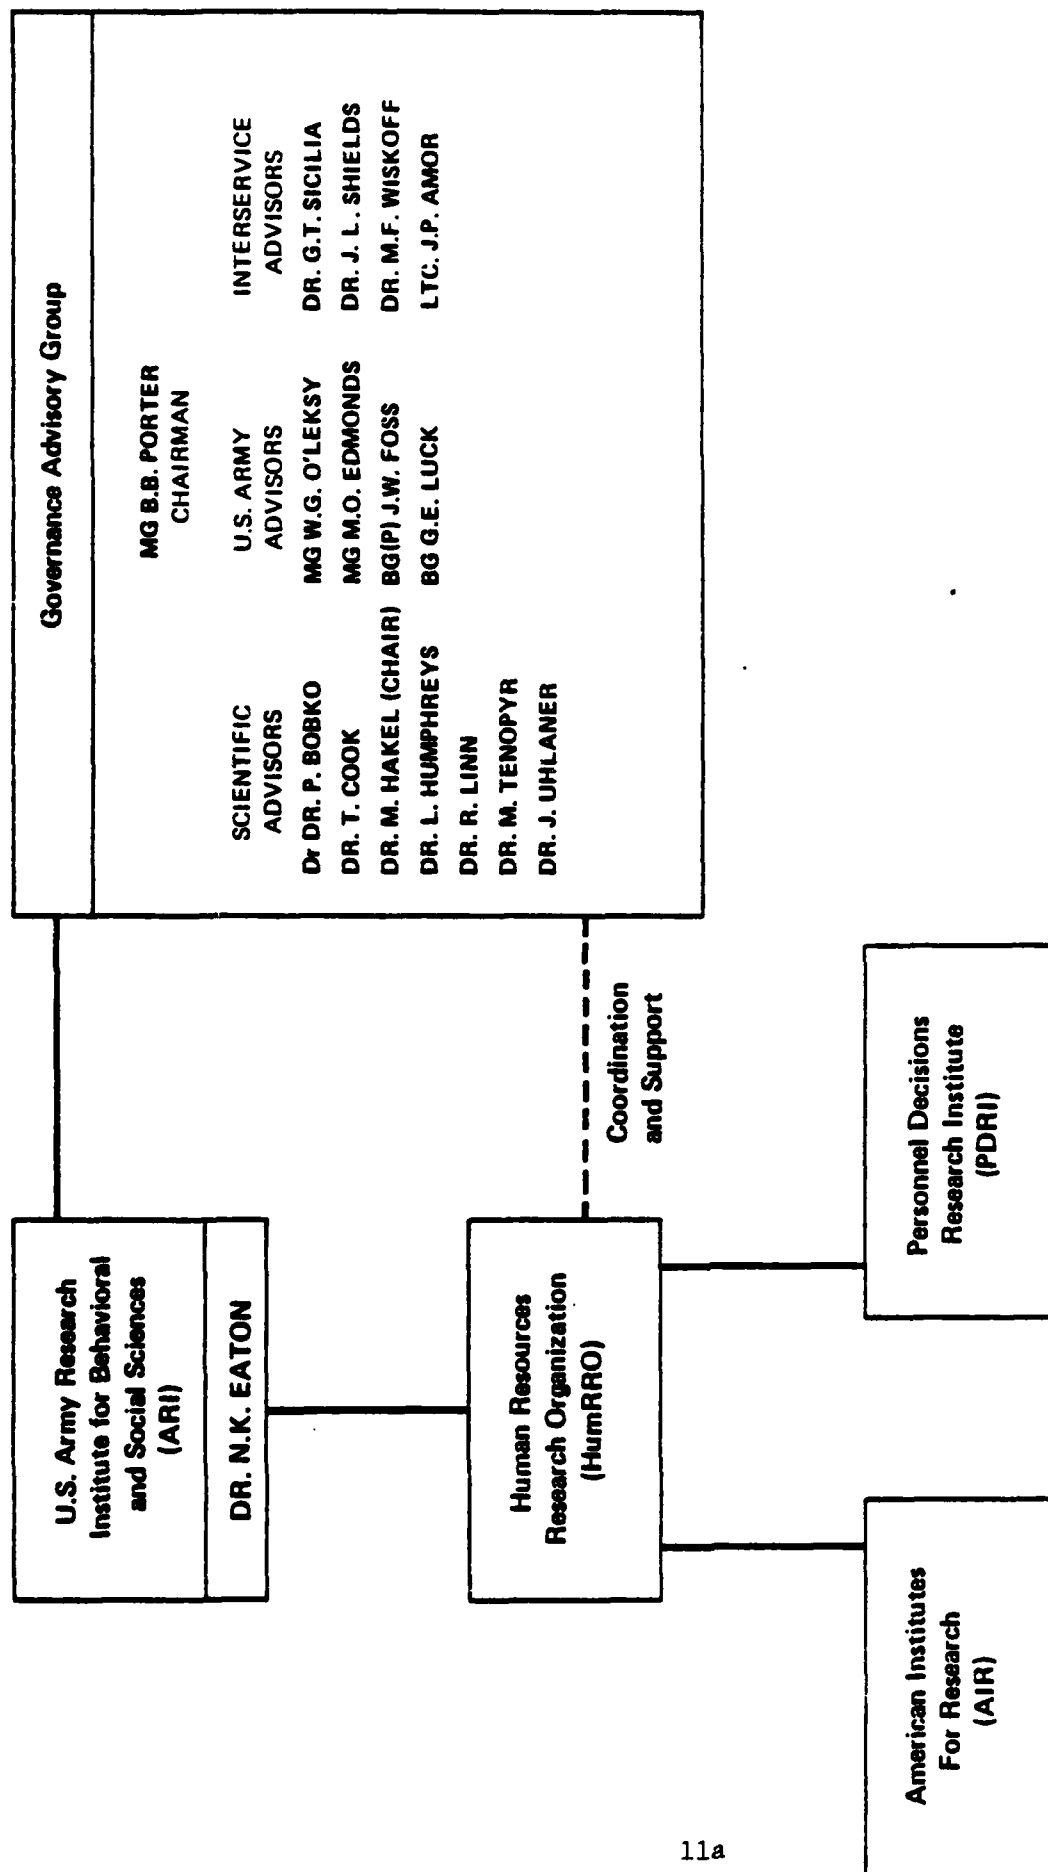 Governance Advisory Group
MG B.B. PORTER
CHAIRMAN
SCIENTIFIC
ADVISORS
Dr DR. P. BOBKO
DR. T. COOK
DR. M. HAKEL (CHAIR)
DR. L. HUMPHREYS
DR. R. LINN
DR. M. TENOPYR
DR. J. UHLANER
U.S. ARMY
ADVISORS
MG W.G. O'LEKSY
MG M.O. EDMONDS
BG(P) J.W. FOSS
BG G.E. LUCK
INTERSERVICE
ADVISORS
DR. G.T. SICILIA
DR. J. L. SHIELDS
DR. M.F. WISKOFF
LTC. J.P. AMOR
U.S. Army Research
Institute for Behavioral
and Social Sciences
(ARI)
DR. N.K. EATON
Human Resources
Research Organization
(HumRRO)
Coordination
and Support
American Institutes
For Research
(AIR)
Personnel Decisions
Research Institute
(PDRI)
11a